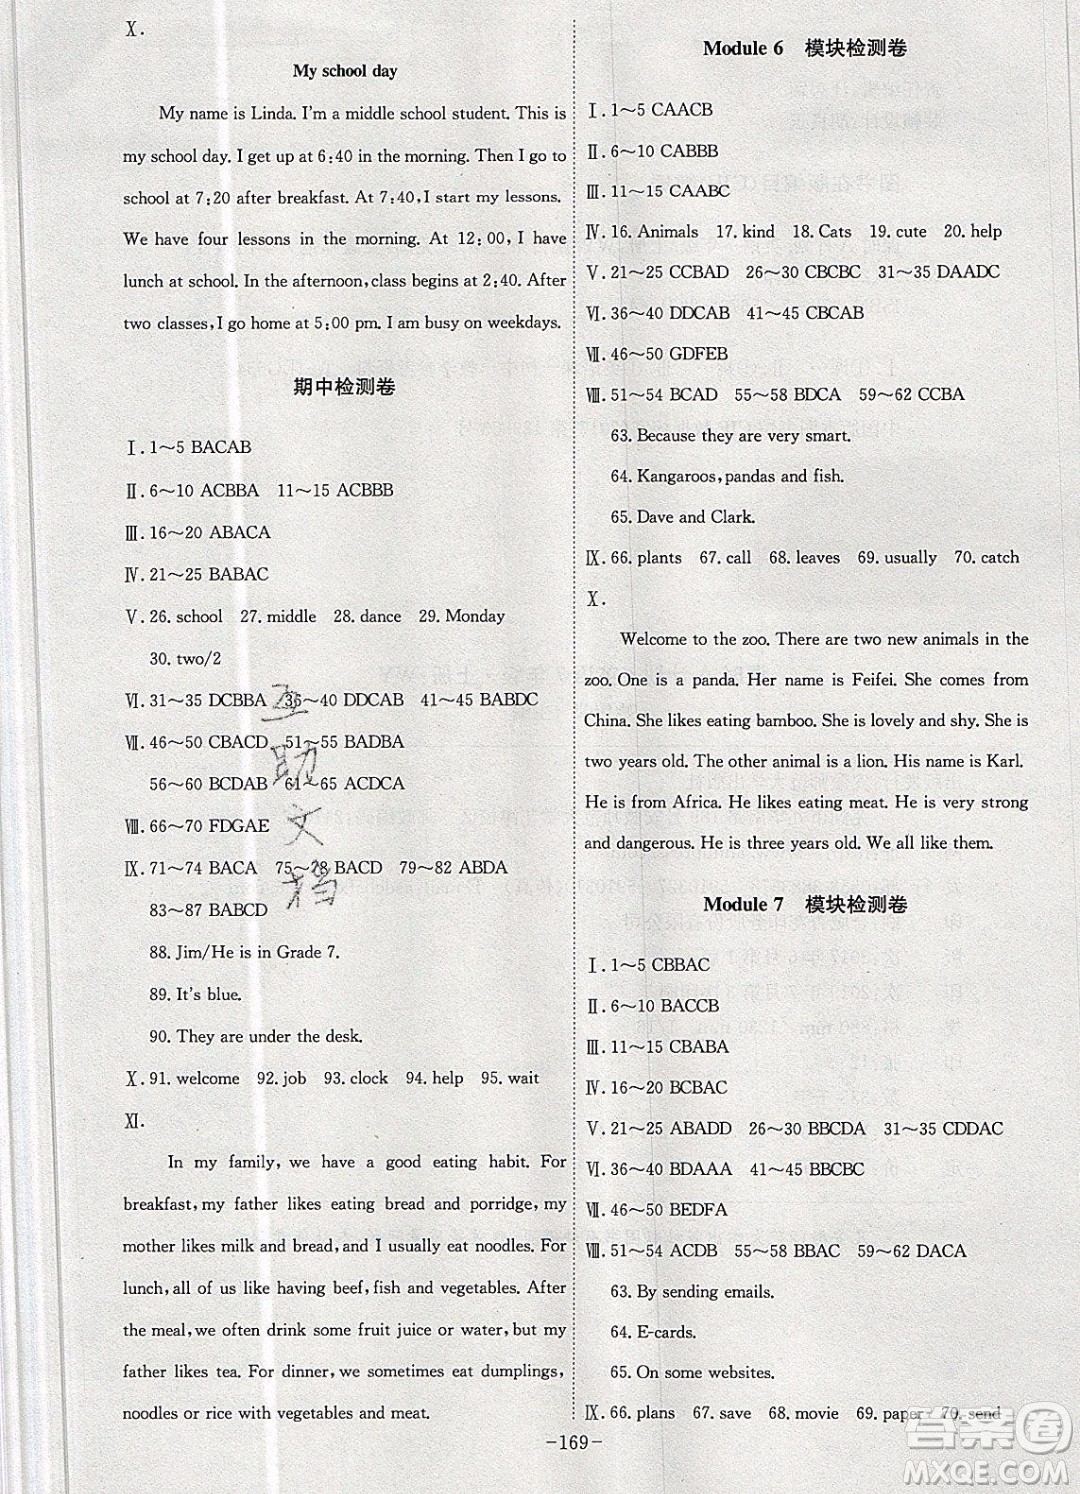 Ⅹ.
My school day
My name is Linda. I'm a middle school student. This is
my school day. I get up at 6:40 in the morning. Then I go to
school at 7:20 after breakfast. At 7:40, I start my lessons.
We have four lessons in the morning. At 12:00, I have
lunch at school. In the afternoon, class begins at 2:40. After
two classes, I go home at 5:00 pm. I am busy on weekdays.
期中检测卷
Ⅰ. 1～5 BACAB
Ⅱ. 6～10 ACBBA 11～15 ACBBB
Ⅲ. 16～20 ABACA
Ⅳ. 21～25 BABAC
Ⅴ. 26. school 27. middle 28. dance 29. Monday
30. two/2
Ⅵ. 31～35 DCBBA 36～40 DDCAB 41～45 BABDC
Ⅶ. 46～50 CBACD 51～55 BADBA
56～60 BCDAB 61～65 ACDCA
Ⅷ. 66～70 FDGAE
Ⅸ. 71～74 BACA 75～78 BACD 79～82 ABDA
83～87 BABCD
88. Jim/He is in Grade 7.
89. It's blue.
90. They are under the desk.
Ⅹ. 91. welcome 92. job 93. clock 94. help 95. wait
Ⅺ.
In my family, we have a good eating habit. For
breakfast, my father likes eating bread and porridge, my
mother likes milk and bread, and I usually eat noodles. For
lunch, all of us like having beef, fish and vegetables. After
the meal, we often drink some fruit juice or water, but my
father likes tea. For dinner, we sometimes eat dumplings,
noodles or rice with vegetables and meat.
互
助
文
档
Module 6 模块检测卷
Ⅰ. 1～5 CAACB
Ⅱ. 6～10 CABBB
Ⅲ. 11～15 CAABC
Ⅳ. 16. Animals 17. kind 18. Cats 19. cute 20. help
Ⅴ. 21～25 CCBAD 26～30 CBCBC 31～35 DAADC
Ⅵ. 36～40 DDCAB 41～45 CBCAB
Ⅶ. 46～50 GDFEB
Ⅷ. 51～54 BCAD 55～58 BDCA 59～62 CCBA
63. Because they are very smart.
64. Kangaroos, pandas and fish.
65. Dave and Clark.
Ⅸ. 66. plants 67. call 68. leaves 69. usually 70. catch
Ⅹ.
Welcome to the zoo. There are two new animals in the
zoo. One is a panda. Her name is Feifei. She comes from
China. She likes eating bamboo. She is lovely and shy. She is
two years old. The other animal is a lion. His name is Karl.
He is from Africa. He likes eating meat. He is very strong
and dangerous. He is three years old. We all like them.
Module 7 模块检测卷
Ⅰ. 1～5 CBBAC
Ⅱ. 6～10 BACCB
Ⅲ. 11～15 CBABA
Ⅳ. 16～20 BCBAC
Ⅴ. 21～25 ABADD 26～30 BBCDA 31～35 CDDAC
Ⅵ. 36～40 BDAAA 41～45 BBCBC
Ⅶ. 46～50 BEDFA
Ⅷ. 51～54 ACDB 55～58 BBAC 59～62 DACA
63. By sending emails.
64. E-cards.
65. On some websites.
Ⅸ. 66. plans 67. save 68. movie 69. paper 70. send
-169-
答案圈
MXQE.COM